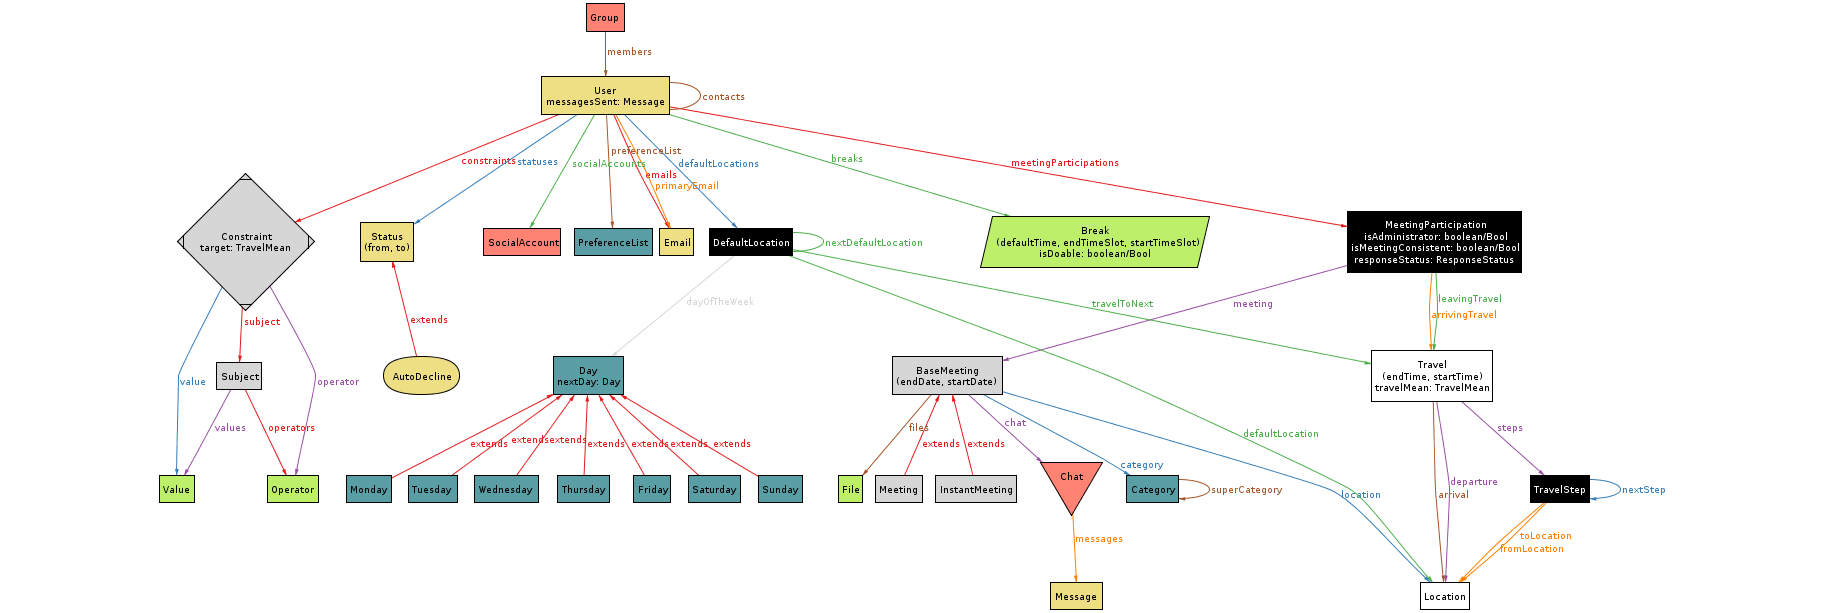 Group
members
User
messagesSent: Message
contacts
constraints
statuses
socialAccounts
preferenceList
emails
primaryEmail
defaultLocations
breaks
meetingParticipations
Constraint
target: TravelMean
Status
(from, to)
SocialAccount
PreferenceList
Email
DefaultLocation
nextDefaultLocation
Break
(defaultTime, endTimeSlot, startTimeSlot)
isDoable: boolean/Bool
MeetingParticipation
isAdministrator: boolean/Bool
isMeetingConsistent: boolean/Bool
responseStatus: ResponseStatus
subject
extends
dayOfTheWeek
travelToNext
meeting
leavingTravel
arrivingTravel
value
Subject
operator
AutoDecline
Day
nextDay: Day
BaseMeeting
(endDate, startDate)
Travel
(endTime, startTime)
travelMean: TravelMean
values
operators
extends
extends
extends
extends
extends
extends
extends
files
extends
extends
chat
category
defaultLocation
location
arrival
departure
steps
Value
Operator
Monday
Tuesday
Wednesday
Thursday
Friday
Saturday
Sunday
File
Meeting
InstantMeeting
Chat
Category
superCategory
TravelStep
nextStep
messages
toLocation
fromLocation
Message
Location